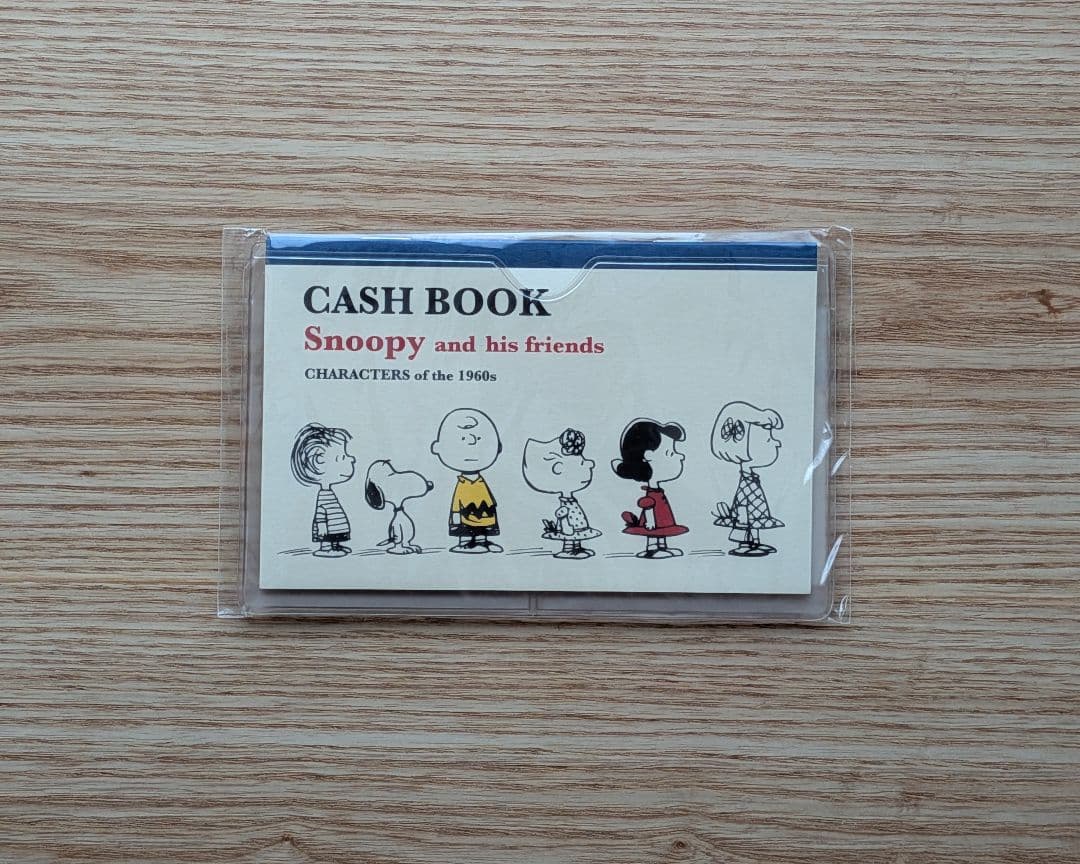 CASH BOOK
Snoopy and his friends
CHARACTERS of the 1960s